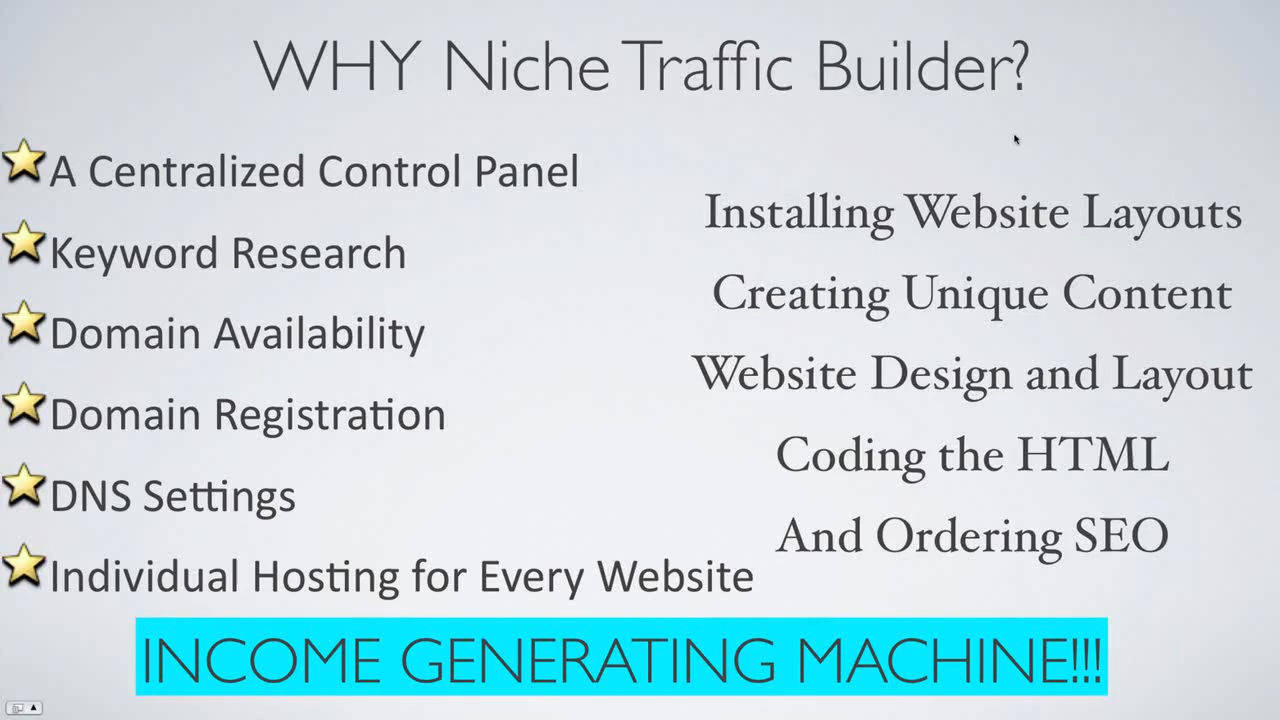 WHY Niche Traffic Builder?
A Centralized Control Panel
Keyword Research
Domain Availability
Domain Registration
DNS Settings
Individual Hosting for Every Website
Installing Website Layouts
Creating Unique Content
Website Design and Layout
Coding the HTML
And Ordering SEO
INCOME GENERATING MACHINE!!!